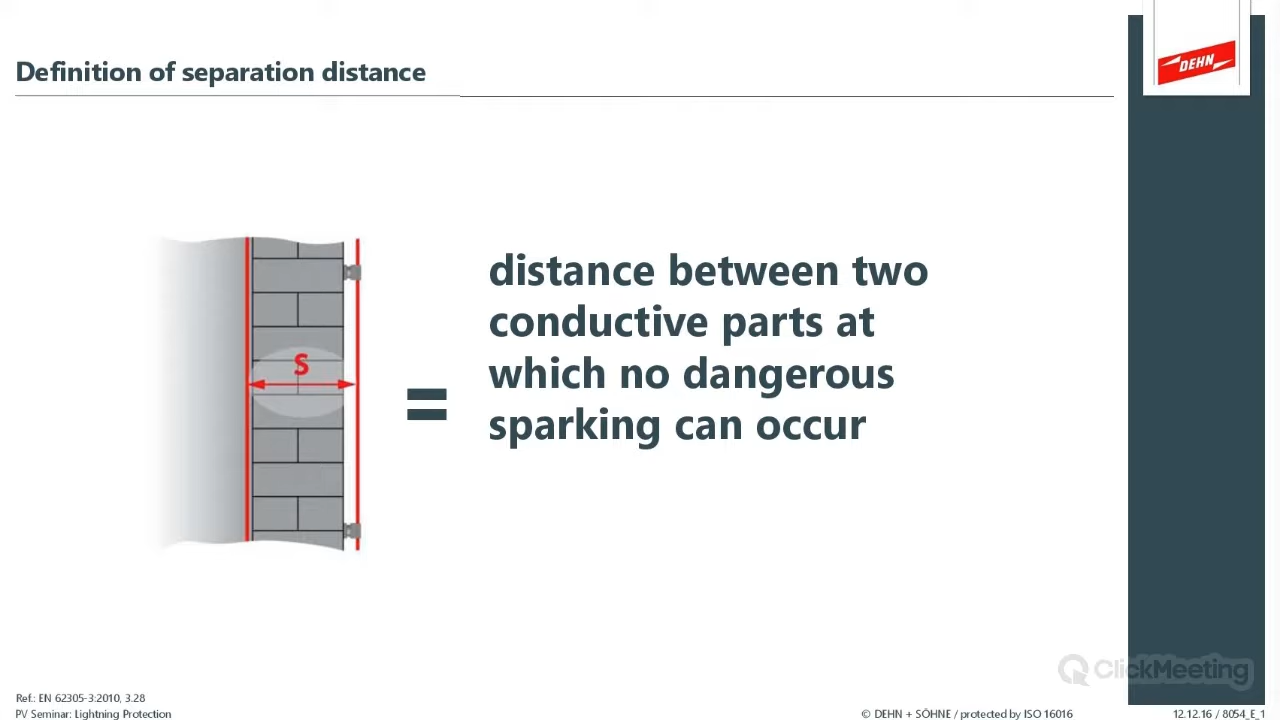 Definition of separation distance
DEHN
S
=
distance between two
conductive parts at
which no dangerous
sparking can occur
ClickMeeting
Ref.: EN 62305-3:2010, 3.28
PV Seminar: Lightning Protection
© DEHN + SÖHNE / protected by ISO 16016
12.12.16 / 8054_E_1